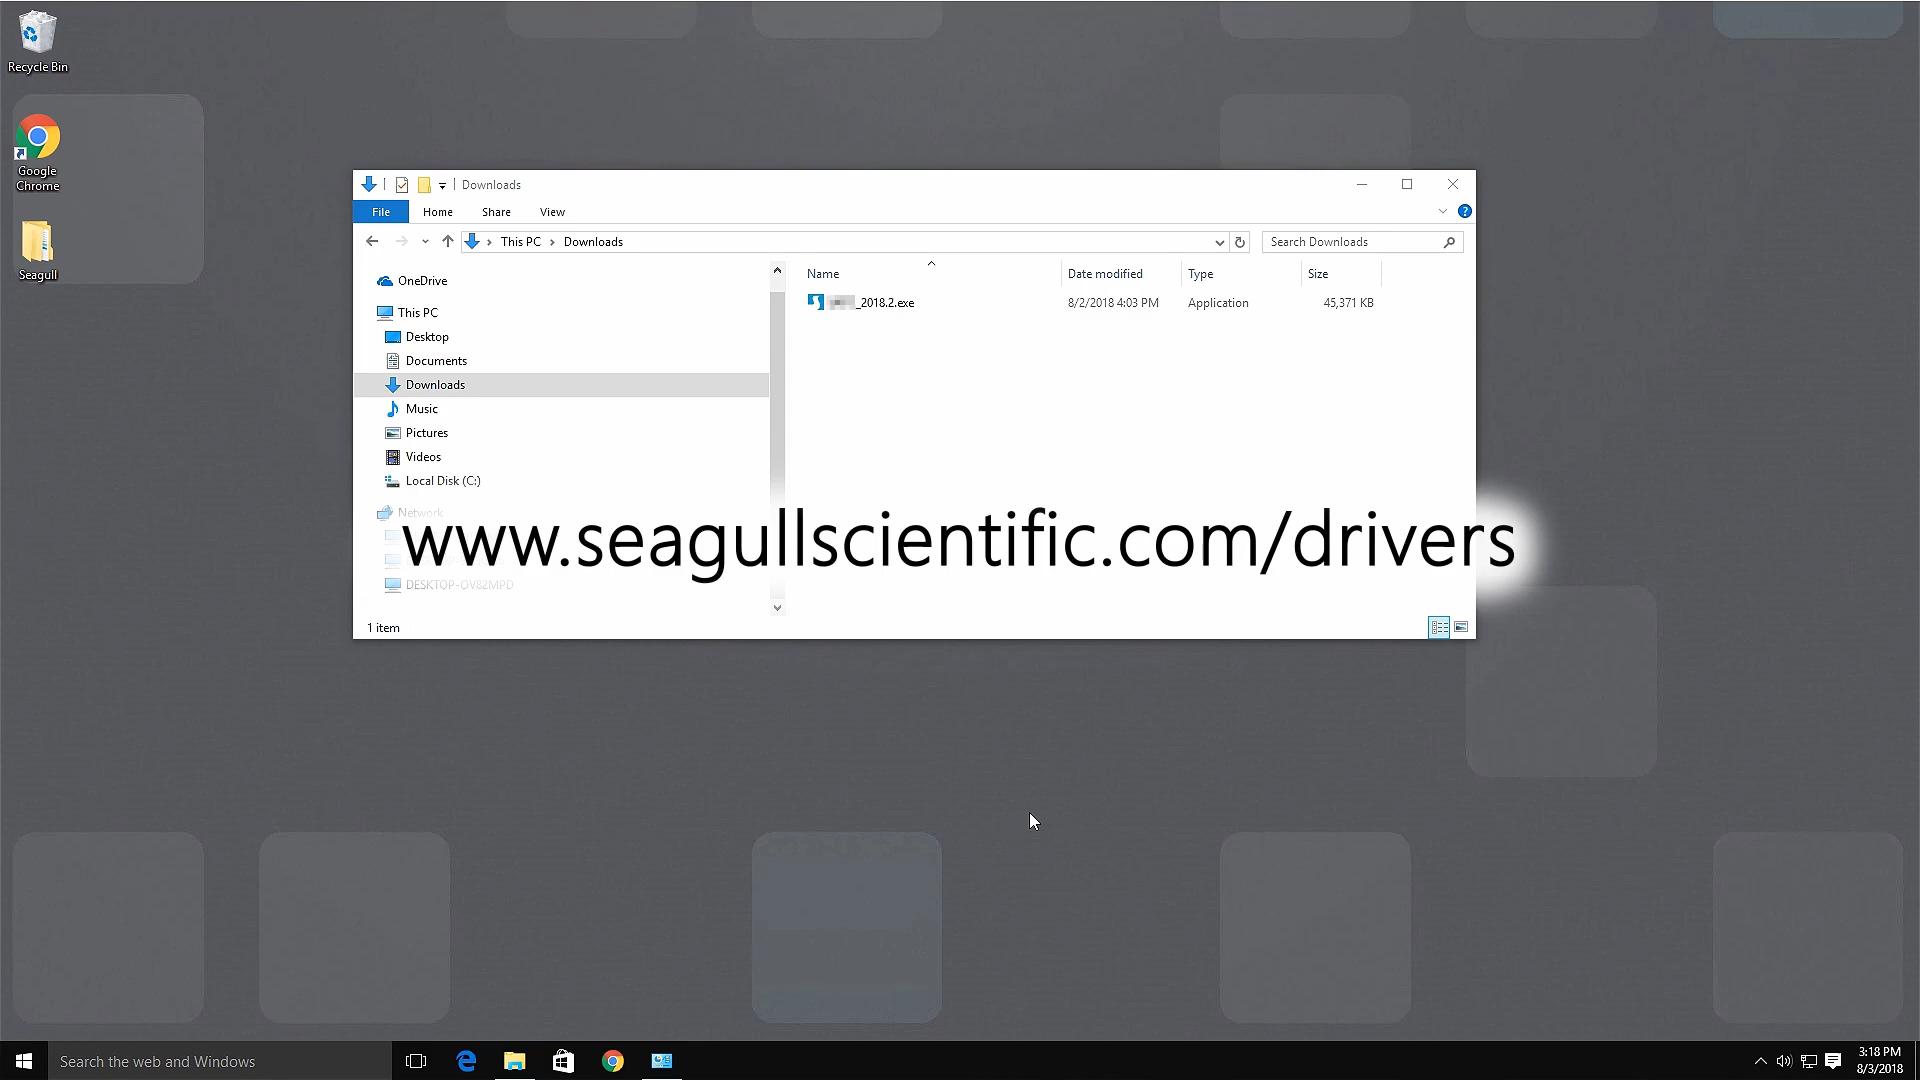 Recycle Bin
Google
Chrome
Seagull
Downloads
File Home Share View
This PC Downloads
Search Downloads
Name Date modified Type Size
_2018.2.exe 8/2/2018 4:03 PM Application 45,371 KB
OneDrive
This PC
Desktop
Documents
Downloads
Music
Pictures
Videos
Local Disk (C:)
Network
www.seagullscientific.com/drivers
DESKTOP-OV82MPD
1 item
Search the web and Windows
3:18 PM
8/3/2018